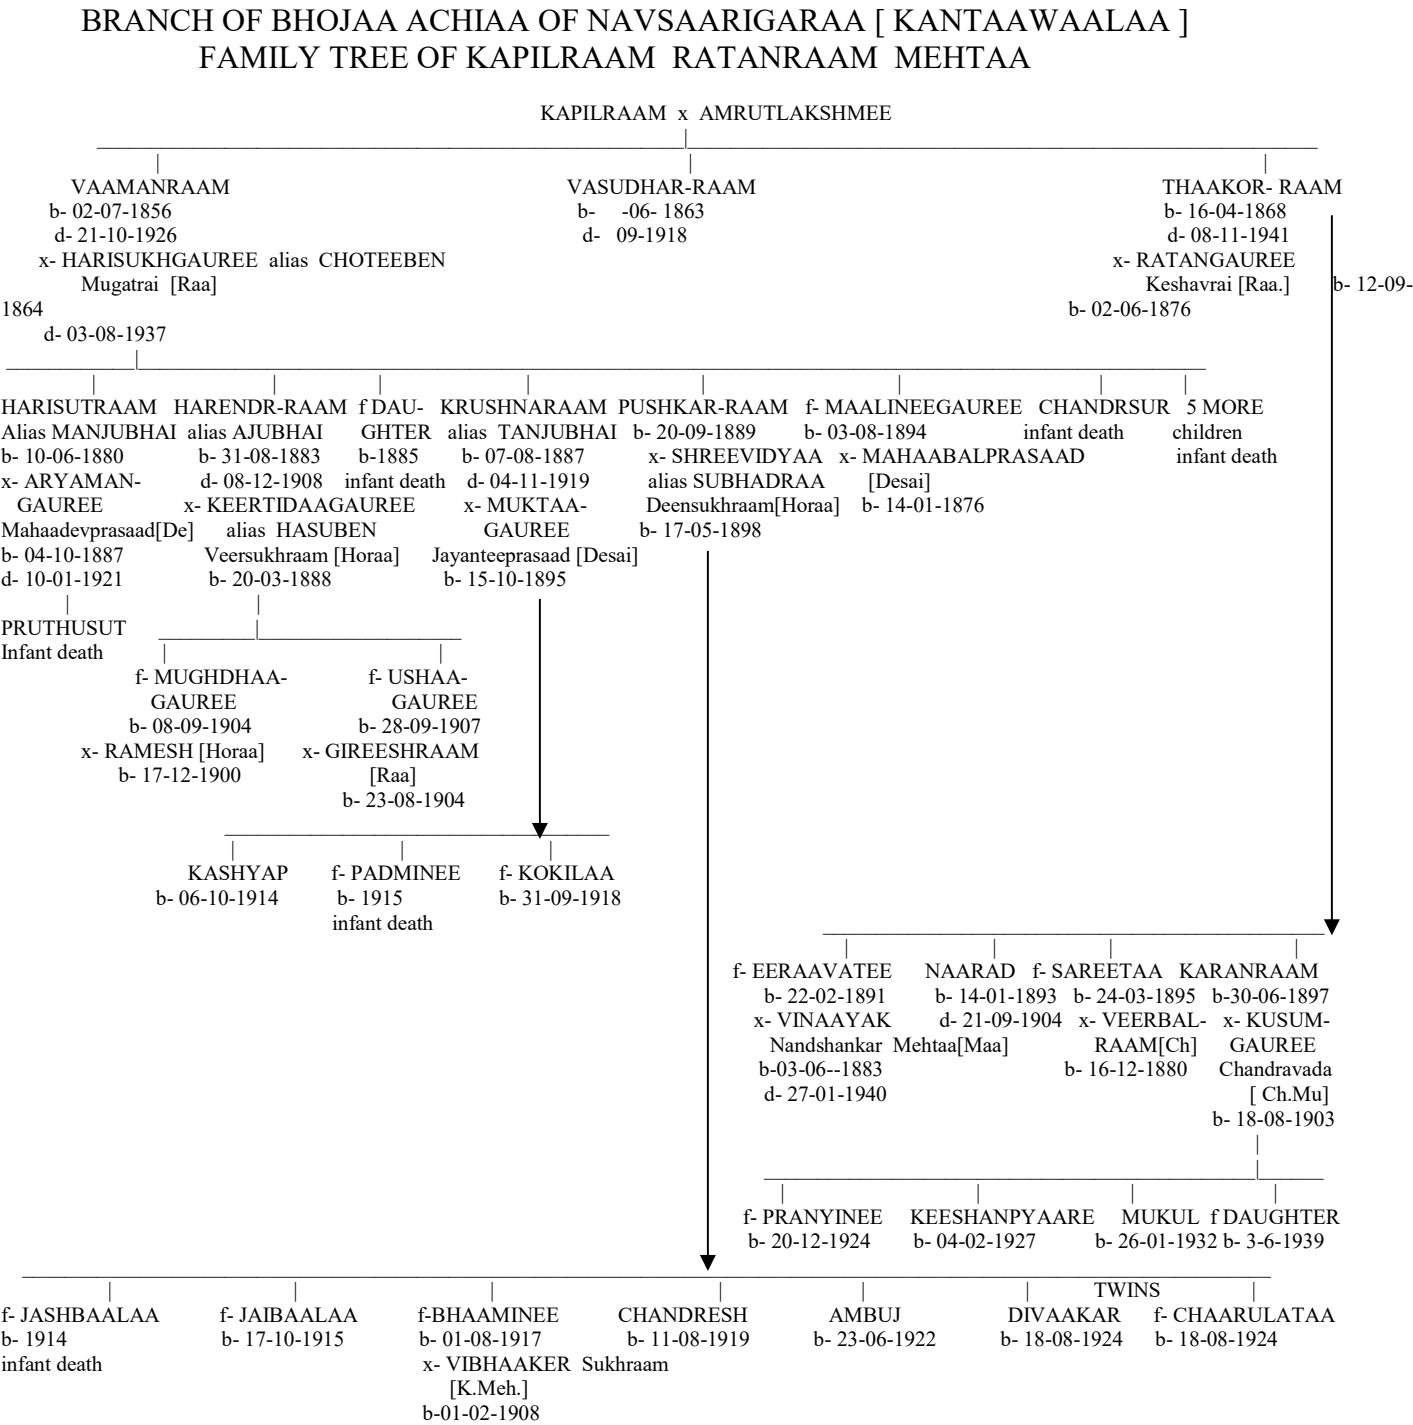 BRANCH OF BHOJAA ACHIAA OF NAVSAARIGARAA [ KANTAAWAALAA ]
FAMILY TREE OF KAPILRAAM RATANRAAM MEHTAA
KAPILRAAM x AMRUTLAKSHMEE
VAAMANRAAM VASUDHAR-RAAM THAAKOR- RAAM
b- 02-07-1856 b- -06- 1863 b- 16-04-1868
d- 21-10-1926 d- 09-1918 d- 08-11-1941
x- HARISUKHGAUREE alias CHOTEEBEN x- RATANGAUREE
Mugatrai [Raa] Keshavrai [Raa.] b- 12-09-
1864 b- 02-06-1876
d- 03-08-1937
HARISUTRAAM HARENDR-RAAM f DAU- KRUSHNARAAM PUSHKAR-RAAM f- MAALINEEGAUREE CHANDRSUR 5 MORE
Alias MANJUBHAI alias AJUBHAI GHTER alias TANJUBHAI b- 20-09-1889 b- 03-08-1894 infant death children
b- 10-06-1880 b- 31-08-1883 b-1885 b- 07-08-1887 x- SHREEVIDYAA x- MAHAABALPRASAAD infant death
x- ARYAMAN- d- 08-12-1908 infant death d- 04-11-1919 alias SUBHADRAA [Desai]
GAUREE x- KEERTIDAAGAUREE x- MUKTAA- Deensukhraam[Horaa] b- 14-01-1876
Mahaadevprasaad[De] alias HASUBEN GAUREE b- 17-05-1898
b- 04-10-1887 Veersukhraam [Horaa] Jayanteeprasaad [Desai]
d- 10-01-1921 b- 20-03-1888 b- 15-10-1895
PRUTHUSUT
Infant death
f- MUGHDHAA- f- USHAA-
GAUREE GAUREE
b- 08-09-1904 b- 28-09-1907
x- RAMESH [Horaa] x- GIREESHRAAM
b- 17-12-1900 [Raa]
b- 23-08-1904
KASHYAP f- PADMINEE f- KOKILAA
b- 06-10-1914 b- 1915 b- 31-09-1918
infant death
f- EERAAVATEE NAARAD f- SAREETAA KARANRAAM
b- 22-02-1891 b- 14-01-1893 b- 24-03-1895 b-30-06-1897
x- VINAAYAK d- 21-09-1904 x- VEERBAL- x- KUSUM-
Nandshankar Mehtaa[Maa] RAAM[Ch] GAUREE
b-03-06--1883 b- 16-12-1880 Chandravada
d- 27-01-1940 [ Ch.Mu]
b- 18-08-1903
f- PRANYINEE KEESHANPYAARE MUKUL f DAUGHTER
b- 20-12-1924 b- 04-02-1927 b- 26-01-1932 b- 3-6-1939
TWINS
f- JASHBAALAA f- JAIBAALAA f-BHAAMINEE CHANDRESH AMBUJ DIVAAKAR f- CHAARULATAA
b- 1914 b- 17-10-1915 b- 01-08-1917 b- 11-08-1919 b- 23-06-1922 b- 18-08-1924 b- 18-08-1924
infant death x- VIBHAAKER Sukhraam
[K.Meh.]
b-01-02-1908